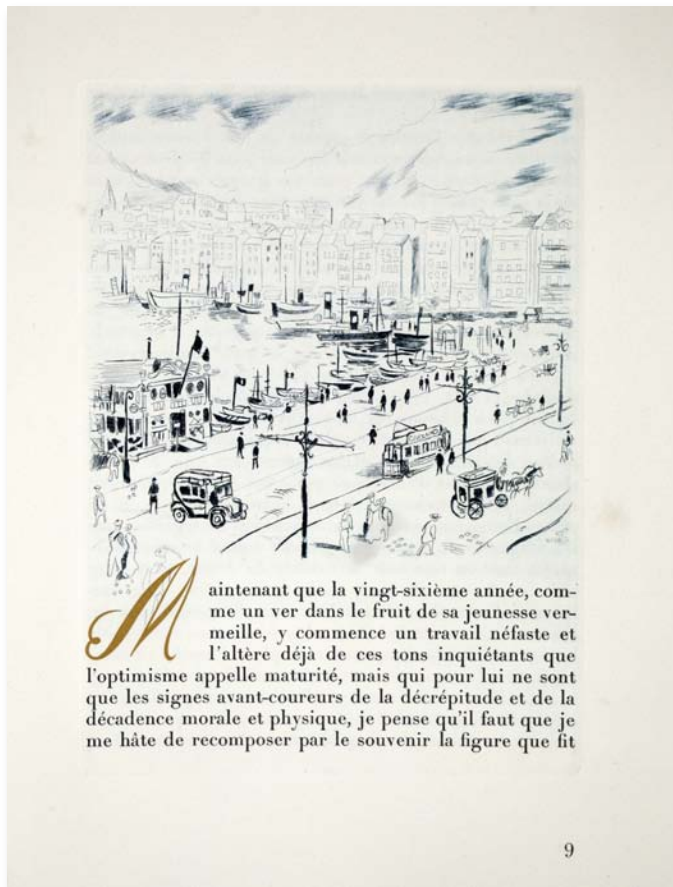 Maintenant que la vingt-sixième année, com-
me un ver dans le fruit de sa jeunesse ver-
meille, y commence un travail néfaste et
l'altère déjà de ces tons inquiétants que
l'optimisme appelle maturité, mais qui pour lui ne sont
que les signes avant-coureurs de la décrépitude et de la
décadence morale et physique, je pense qu'il faut que je
me hâte de recomposer par le souvenir la figure que fit
9